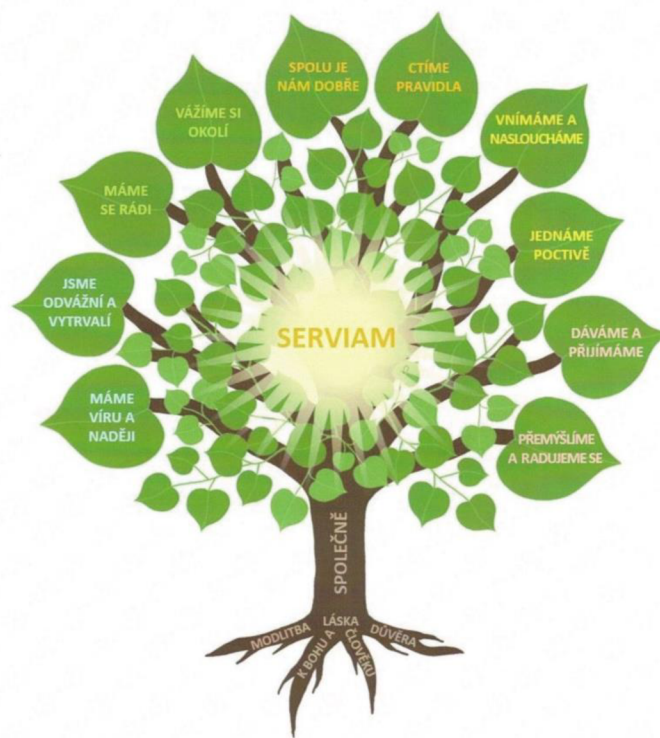 SPOLU JE
NÁM DOBŘE
CTÍME
PRAVIDLA
VÁŽÍME SI
OKOLÍ
VNÍMÁME A
NASLOUCHÁME
MÁME
SE RÁDI
JEDNÁME
POCTIVĚ
JSME
ODVÁŽNÍ A
VYTRVALÍ
SERVIAM
DÁVÁME A
PŘIJÍMÁME
MÁME
VÍRU A
NADĚJI
PŘEMÝŠLÍME
A RADUJEME SE
SPOLEČNĚ
MODLITBA
LÁSKA
K BOHU A
ČLOVĚKU
DŮVĚRA